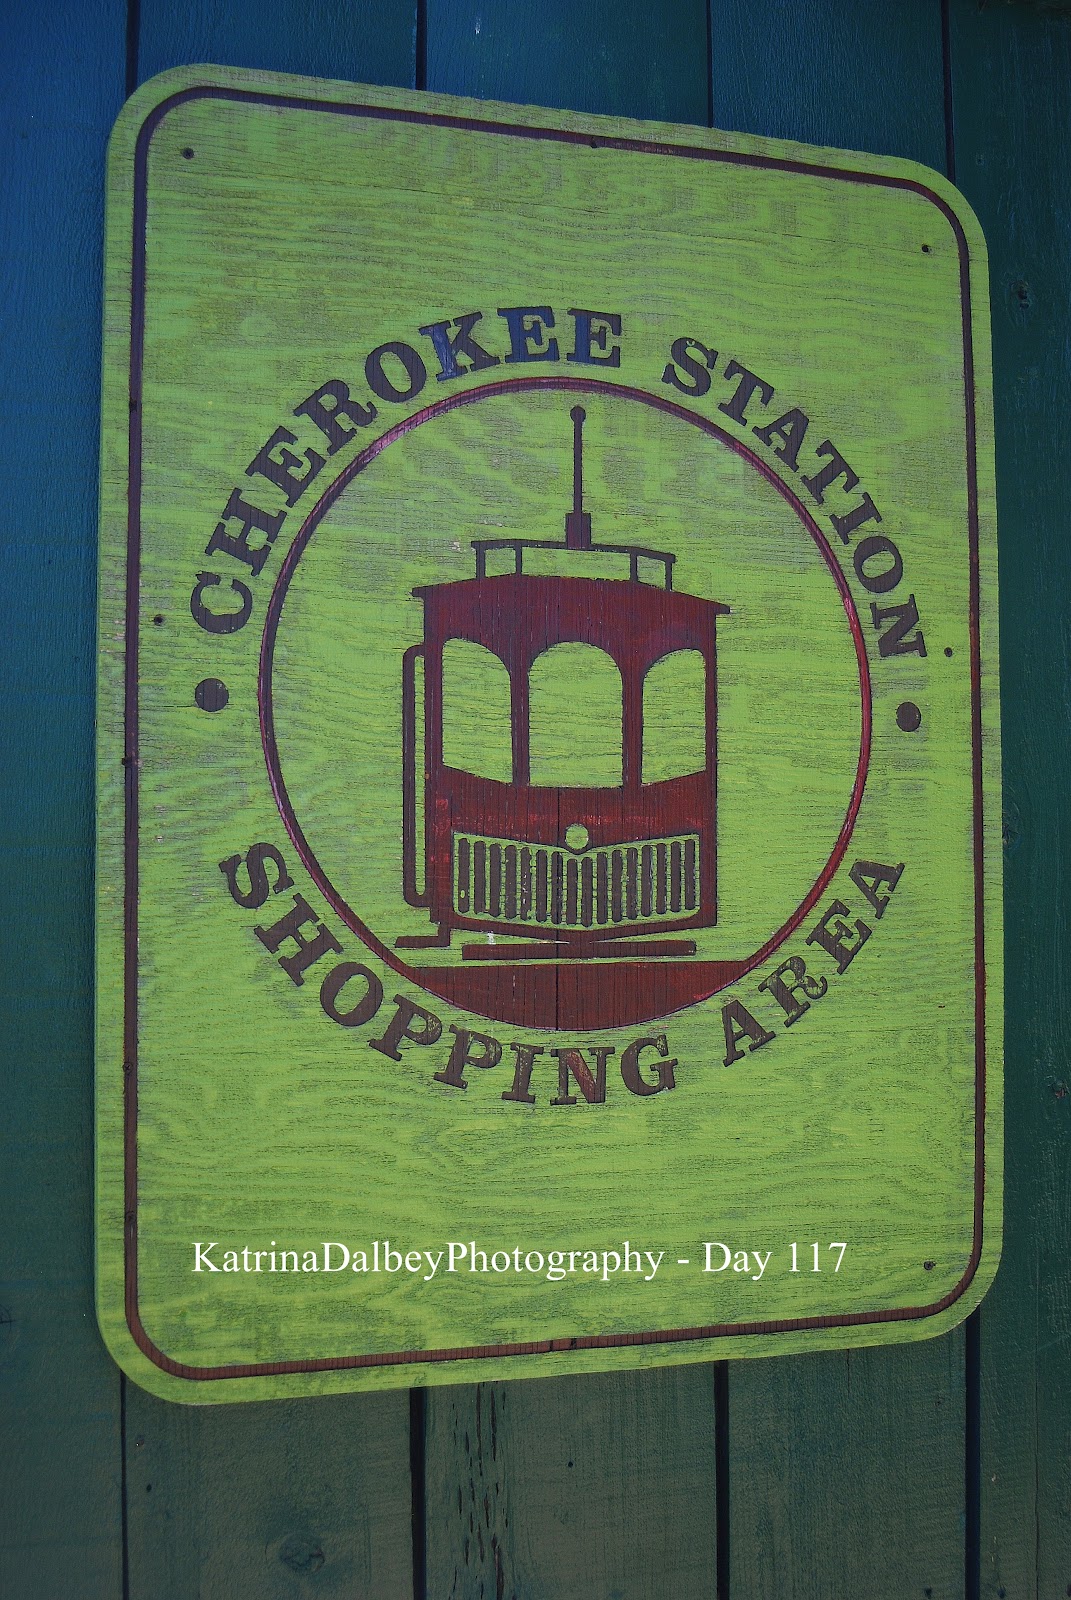 CHEROKEE STATION
SHOPPING AREA
KatrinaDalbeyPhotography - Day 117